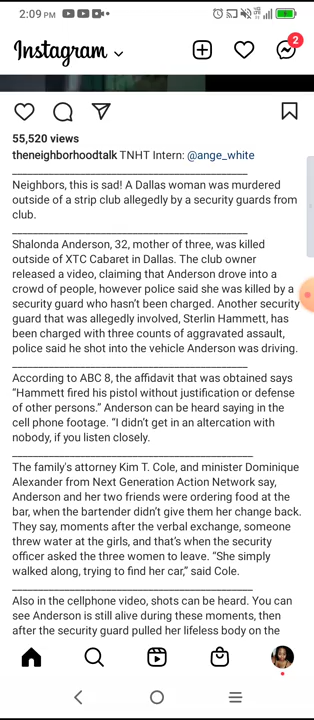 2:09 PM
Instagram
2
55,520 views
theneighborhoodtalk TNHT Intern: @ange_white
Neighbors, this is sad! A Dallas woman was murdered
outside of a strip club allegedly by a security guards from
club.
Shalonda Anderson, 32, mother of three, was killed
outside of XTC Cabaret in Dallas. The club owner
released a video, claiming that Anderson drove into a
crowd of people, however police said she was killed by a
security guard who hasn't been charged. Another security
guard that was allegedly involved, Sterlin Hammett, has
been charged with three counts of aggravated assault,
police said he shot into the vehicle Anderson was driving.
According to ABC 8, the affidavit that was obtained says
“Hammett fired his pistol without justification or defense
of other persons.” Anderson can be heard saying in the
cell phone footage. “I didn't get in an altercation with
nobody, if you listen closely.
The family's attorney Kim T. Cole, and minister Dominique
Alexander from Next Generation Action Network say,
Anderson and her two friends were ordering food at the
bar, when the bartender didn't give them her change back.
They say, moments after the verbal exchange, someone
threw water at the girls, and that's when the security
officer asked the three women to leave. “She simply
walked along, trying to find her car,” said Cole.
Also in the cellphone video, shots can be heard. You can
see Anderson is still alive during these moments, then
after the security guard pulled her lifeless body on the